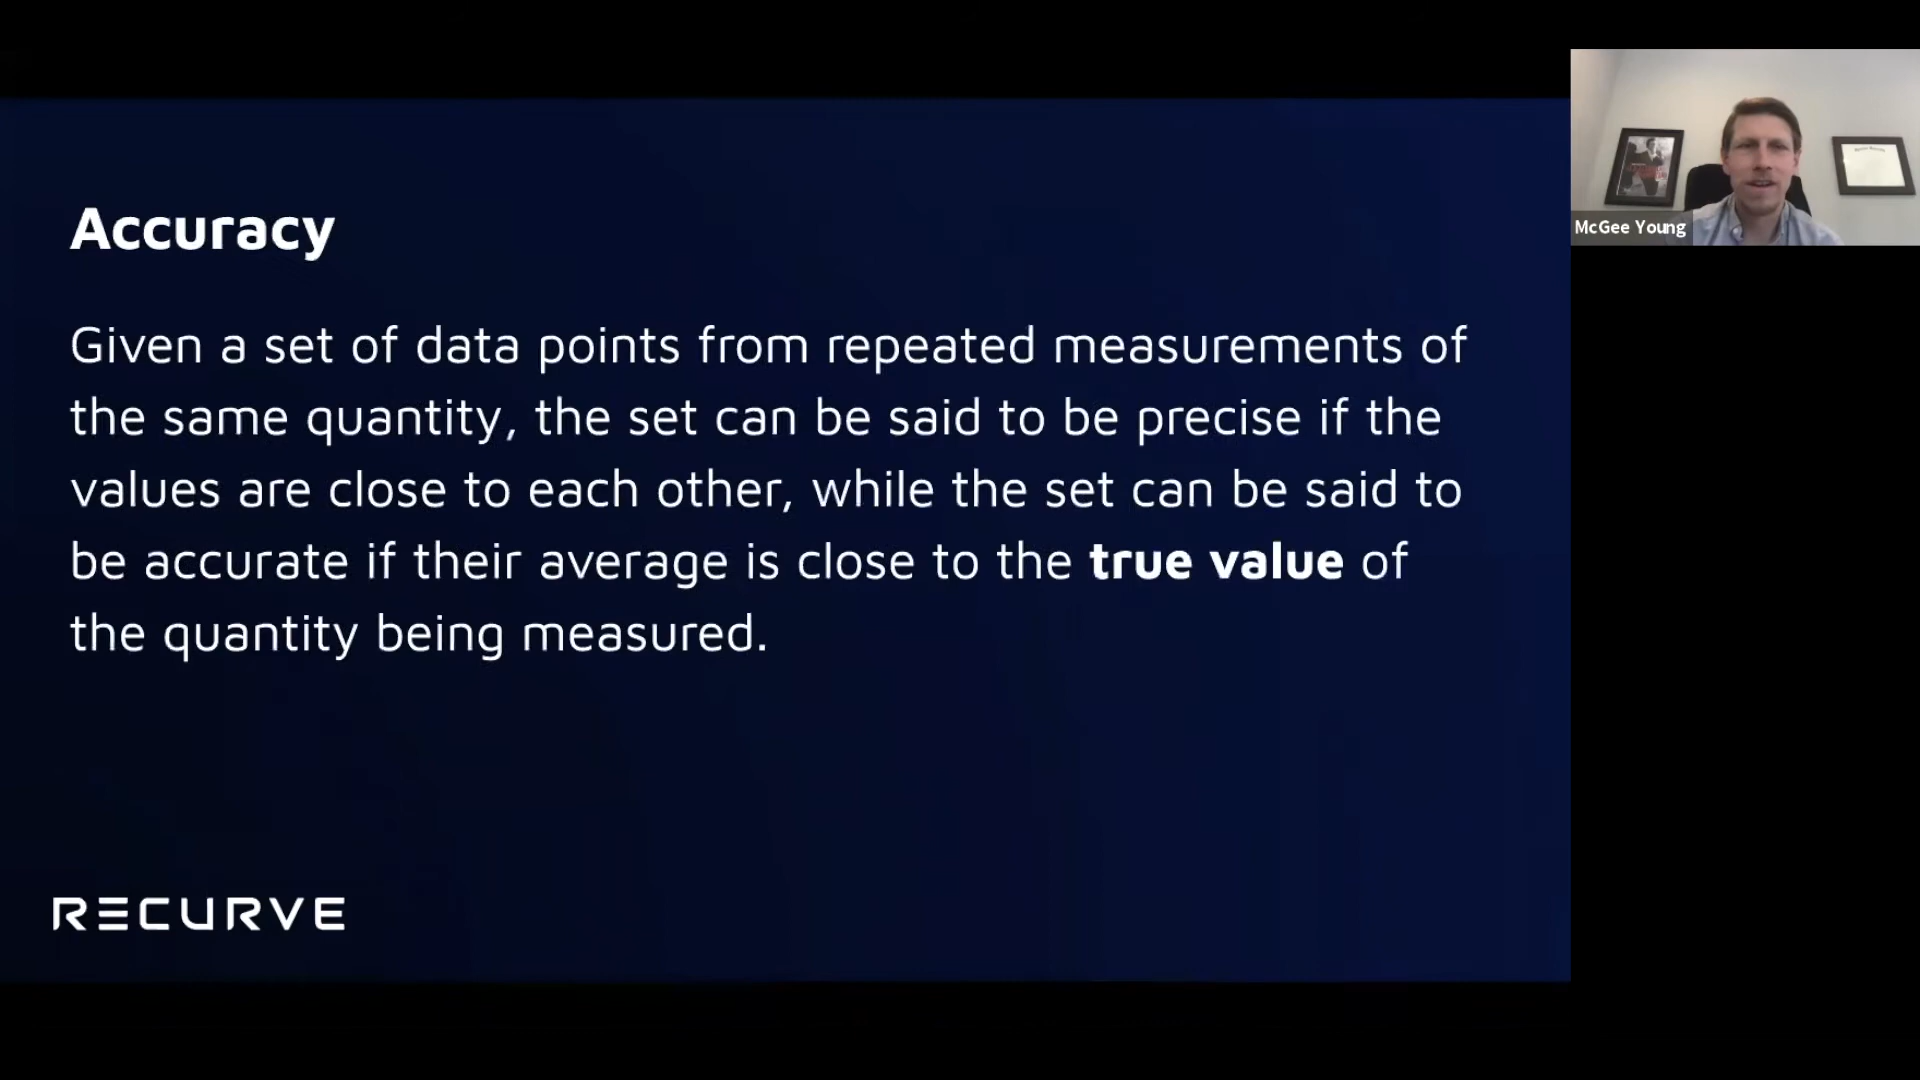 Accuracy
Given a set of data points from repeated measurements of
the same quantity, the set can be said to be precise if the
values are close to each other, while the set can be said to
be accurate if their average is close to the true value of
the quantity being measured.
RECURVE
McGee Young